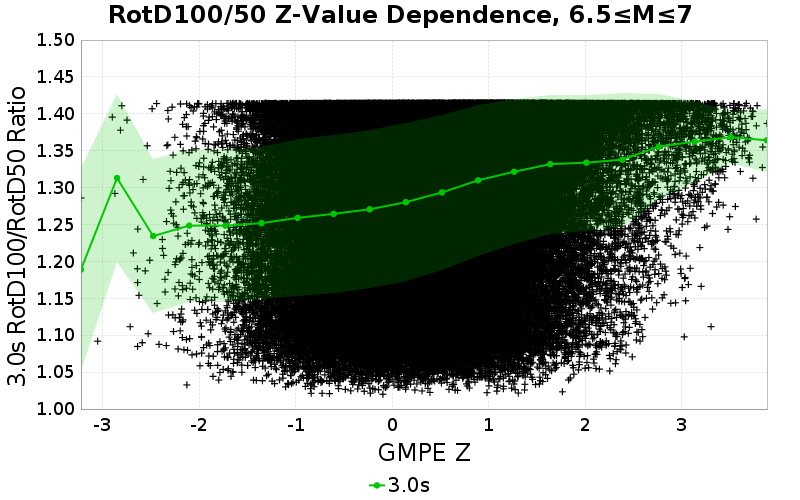 RotD100/50 Z-Value Dependence, 6.5≤M≤7
3.0s RotD100/RotD50 Ratio
1.50
1.45
1.40
1.35
1.30
1.25
1.20
1.15
1.10
1.05
1.00
-3 -2 -1 0 1 2 3
GMPE Z
3.0s